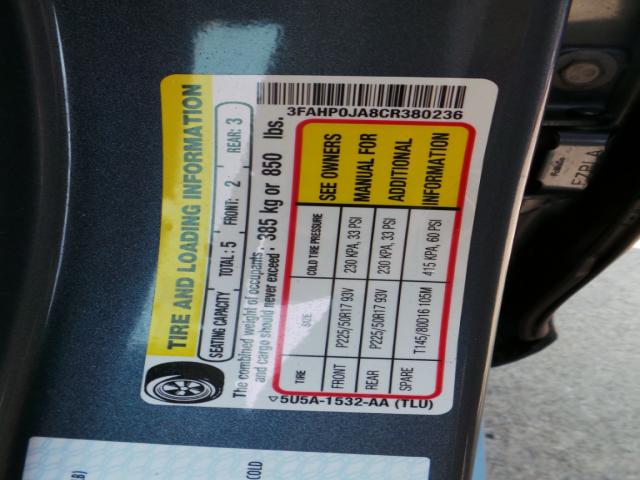 TIRE AND LOADING INFORMATION
SEATING CAPACITY TOTAL: 5 FRONT: 2 REAR: 3
The combined weight of occupants
and cargo should never exceed: 385 kg or 850 lbs.
TIRE SIZE COLD TIRE PRESSURE SEE OWNERS
FRONT P225/50R17 93V 230 KPA, 33 PSI MANUAL FOR
REAR P225/50R17 93V 230 KPA, 33 PSI ADDITIONAL
SPARE T145/80D16 105M 415 KPA, 60 PSI INFORMATION
5U5A-1532-AA (TLU)
3FAHP0JA8CR380236
COLD